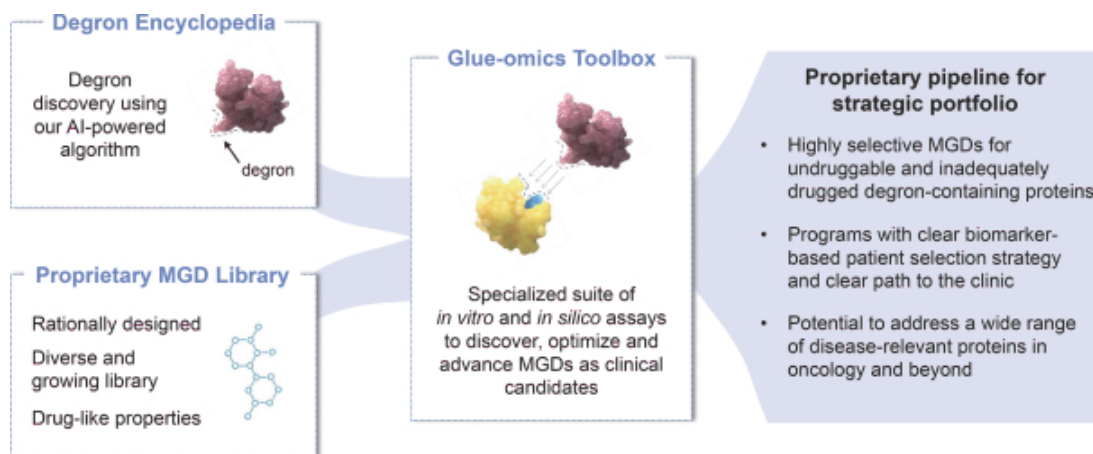 Degron Encyclopedia
Degron
discovery using
our AI-powered
algorithm
degron
Proprietary MGD Library
Rationally designed
Diverse and
growing library
Drug-like properties
Glue-omics Toolbox
Specialized suite of
in vitro and in silico assays
to discover, optimize and
advance MGDs as clinical
candidates
Proprietary pipeline for
strategic portfolio
• Highly selective MGDs for
undruggable and inadequately
drugged degron-containing proteins
• Programs with clear biomarker-
based patient selection strategy
and clear path to the clinic
• Potential to address a wide range
of disease-relevant proteins in
oncology and beyond